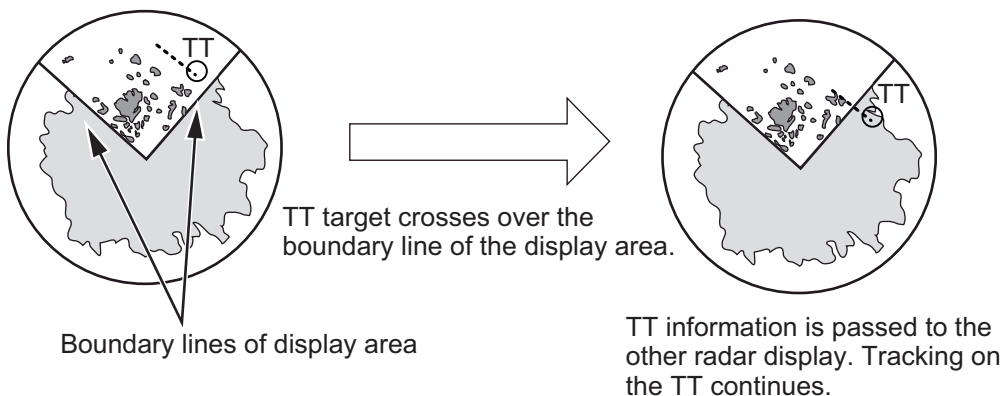 TT
TT
TT target crosses over the
boundary line of the display area.
Boundary lines of display area
TT information is passed to the
other radar display. Tracking on
the TT continues.